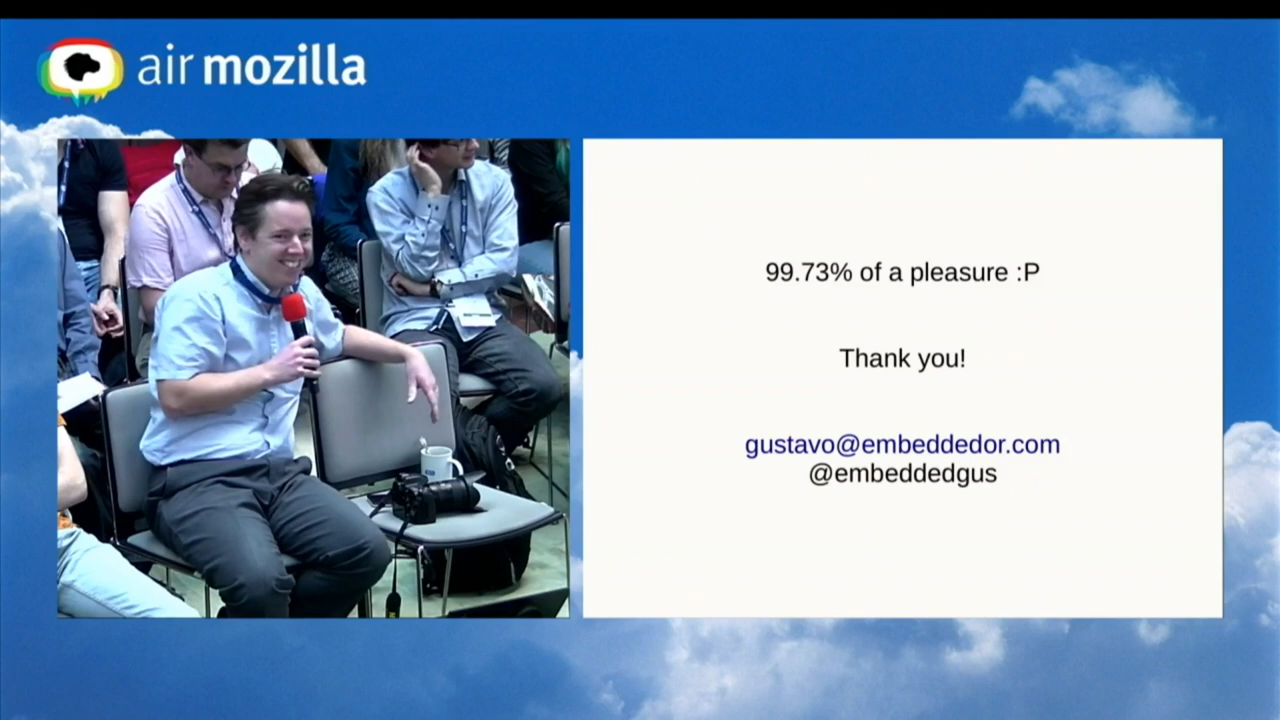 air mozilla
99.73% of a pleasure :P
Thank you!
gustavo@embeddedor.com
@embeddedgus